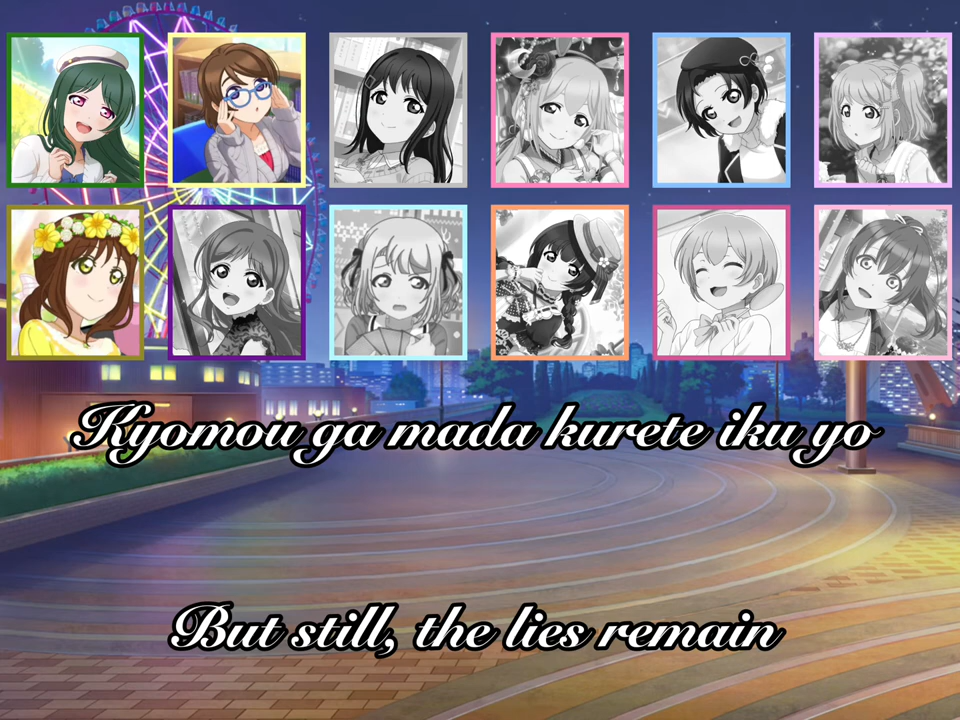 Kyomou ga mada kurete iku yo
But still, the lies remain